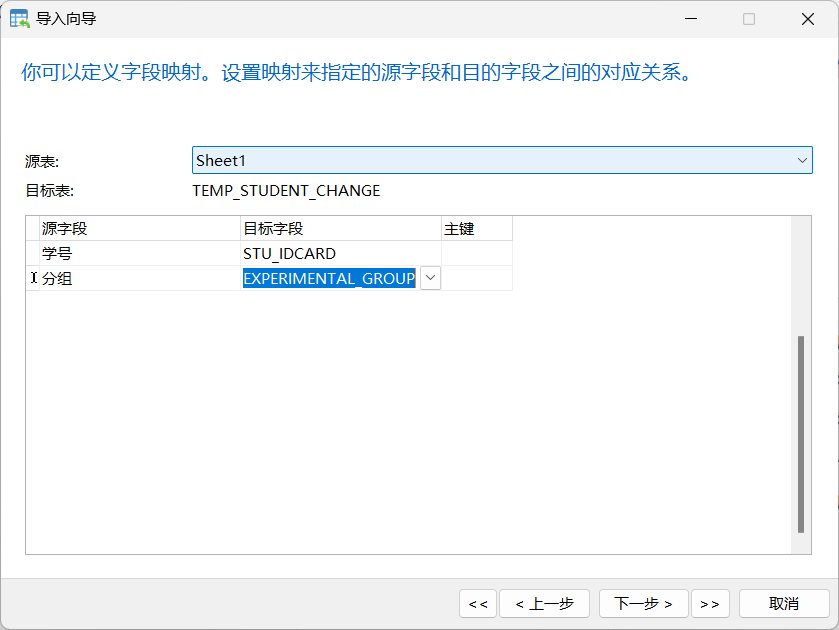 导入向导
你可以定义字段映射。设置映射来指定的源字段和目的字段之间的对应关系。
源表: Sheet1
目标表: TEMP_STUDENT_CHANGE
源字段 目标字段 主键
学号 STU_IDCARD
分组 EXPERIMENTAL_GROUP
<< < 上一步 下一步 > >> 取消